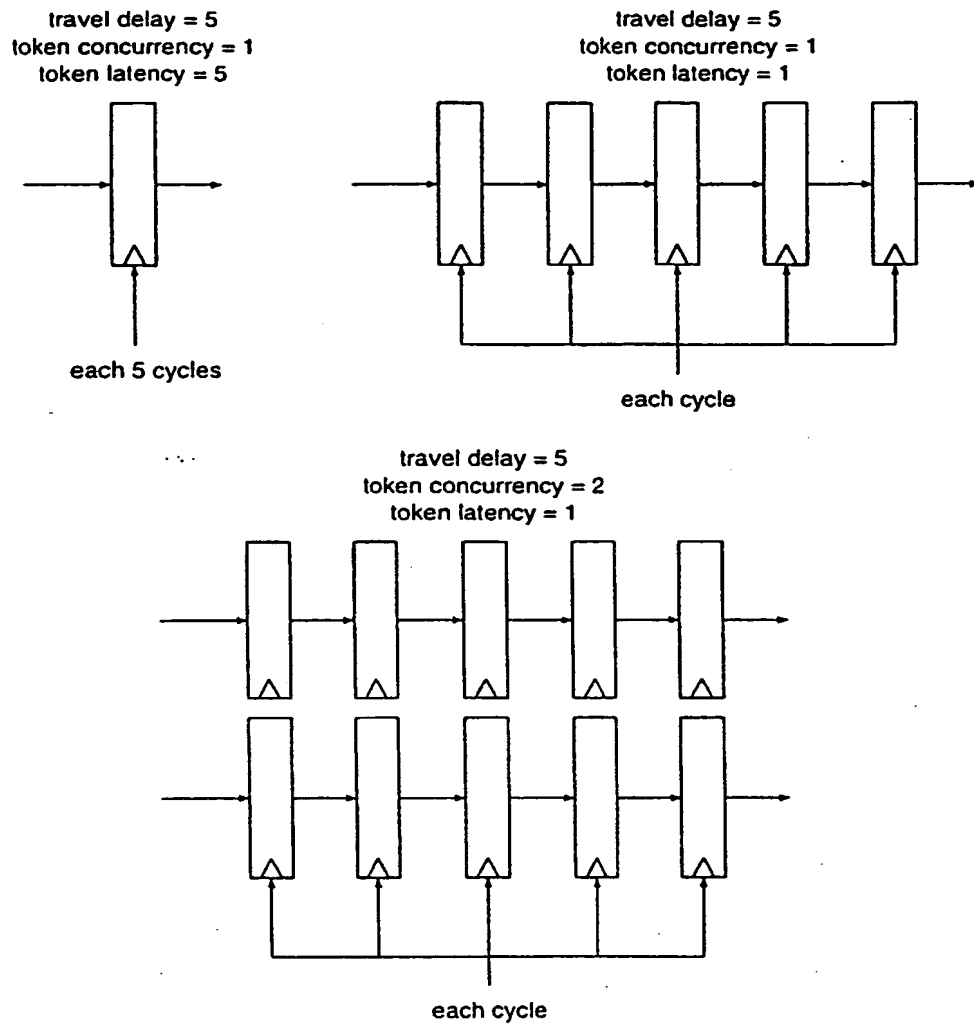 travel delay = 5
token concurrency = 1
token latency = 5
each 5 cycles
travel delay = 5
token concurrency = 1
token latency = 1
each cycle
travel delay = 5
token concurrency = 2
token latency = 1
each cycle